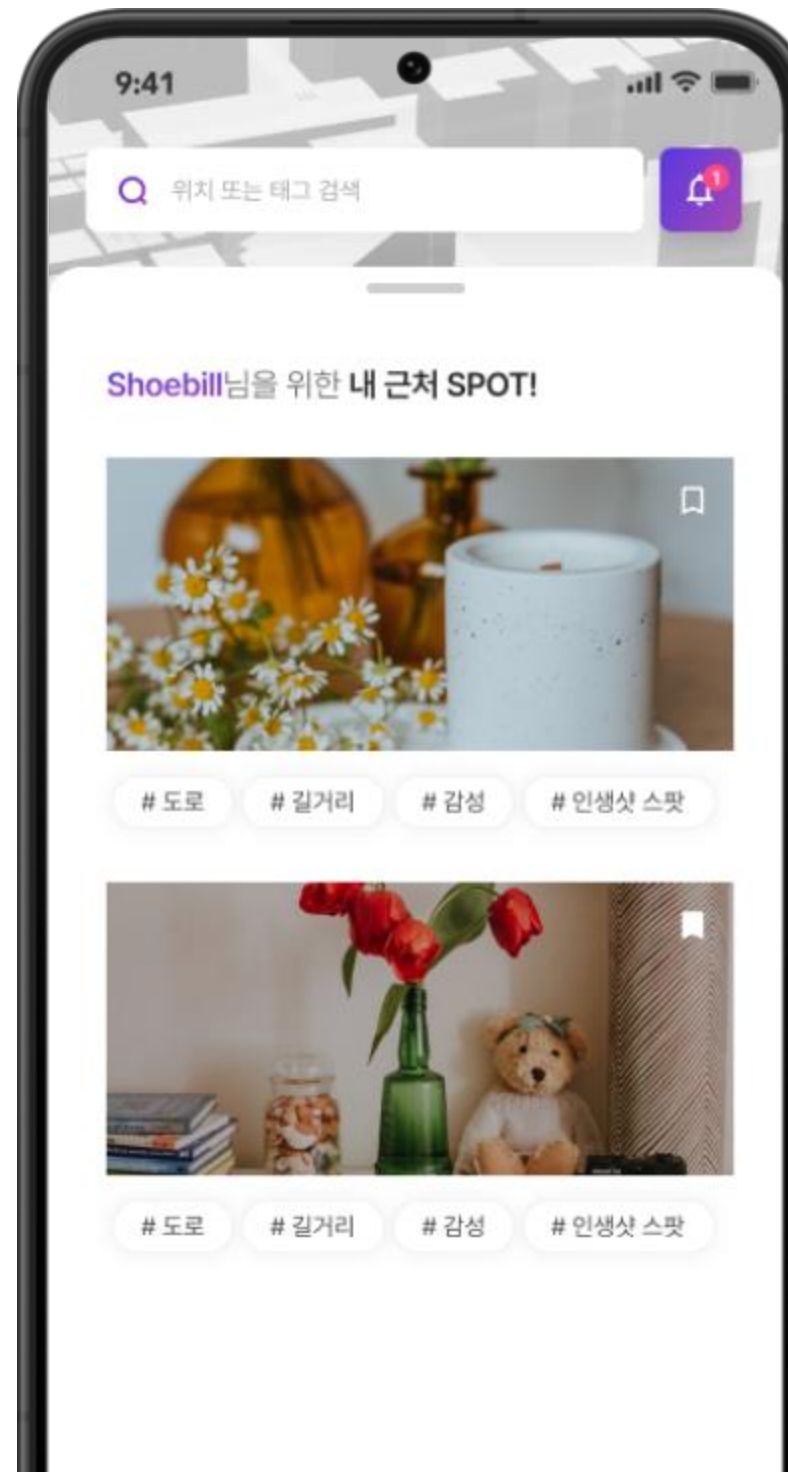 9:41
위치 또는 태그 검색
1
Shoebill님을 위한 내 근처 SPOT!
# 도로 # 길거리 # 감성 # 인생샷 스팟
# 도로 # 길거리 # 감성 # 인생샷 스팟